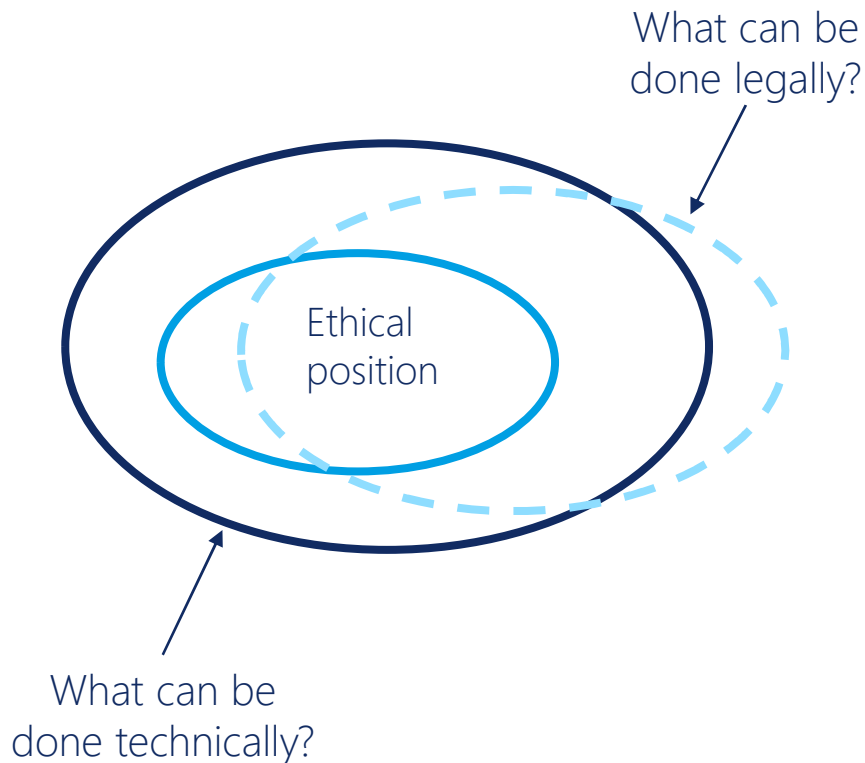 What can be
done legally?
Ethical
position
What can be
done technically?